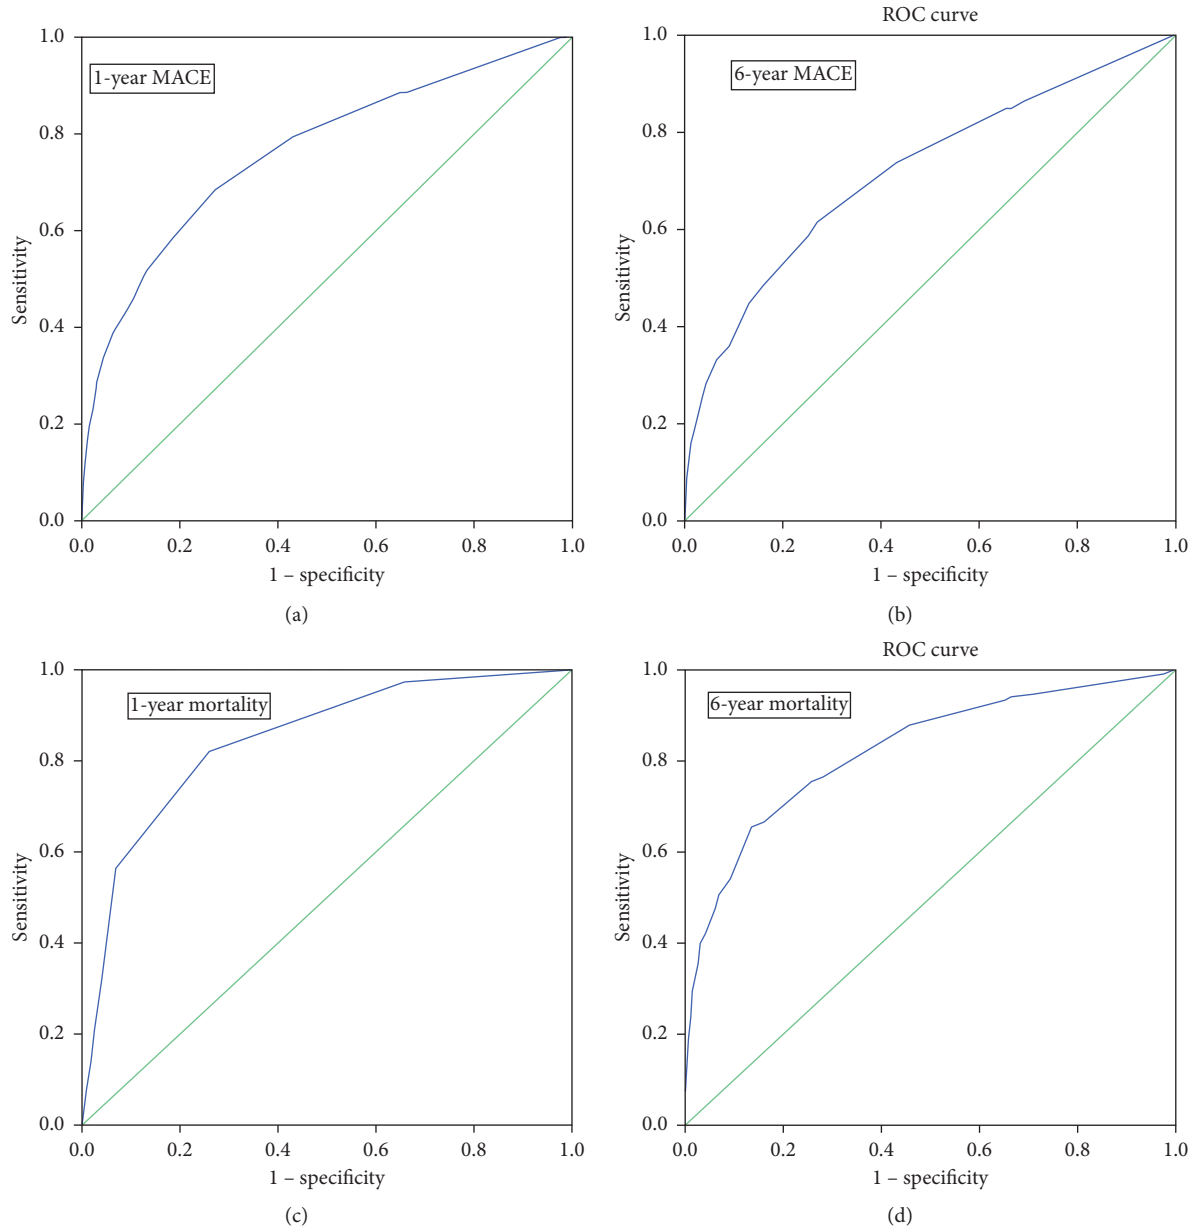 1.0
0.8
0.6
0.4
0.2
0.0
Sensitivity
1-year MACE
0.0 0.2 0.4 0.6 0.8 1.0
1 – specificity
(a)
ROC curve
1.0
0.8
0.6
0.4
0.2
0.0
Sensitivity
6-year MACE
0.0 0.2 0.4 0.6 0.8 1.0
1 – specificity
(b)
1.0
0.8
0.6
0.4
0.2
0.0
Sensitivity
1-year mortality
0.0 0.2 0.4 0.6 0.8 1.0
1 – specificity
(c)
ROC curve
1.0
0.8
0.6
0.4
0.2
0.0
Sensitivity
6-year mortality
0.0 0.2 0.4 0.6 0.8 1.0
1 – specificity
(d)